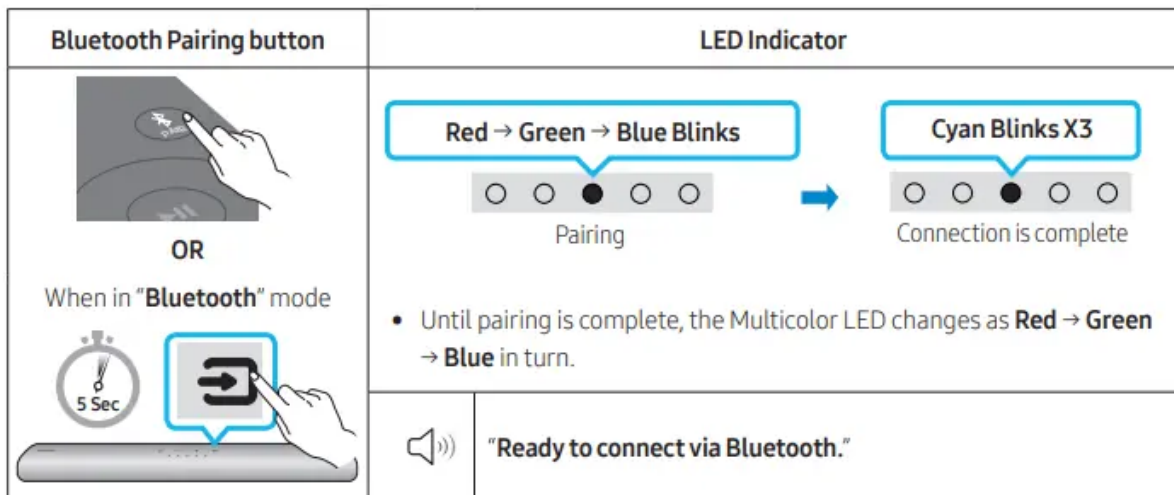 Bluetooth Pairing button
LED Indicator
PAIR
OR
When in "Bluetooth" mode
5 Sec
Red → Green → Blue Blinks
Pairing
Cyan Blinks X3
Connection is complete
• Until pairing is complete, the Multicolor LED changes as Red → Green
→ Blue in turn.
"Ready to connect via Bluetooth."